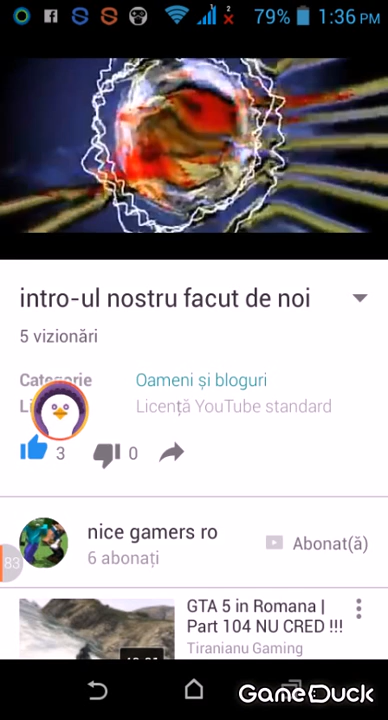 79% 1:36 PM
intro-ul nostru facut de noi
5 vizionări
Categorie Oameni și bloguri
Licență YouTube standard
3 0
nice gamers ro
Abonat(ă)
6 abonați
83
GTA 5 in Romana |
Part 104 NU CRED !!!
Tiranianu Gaming
GameDuck